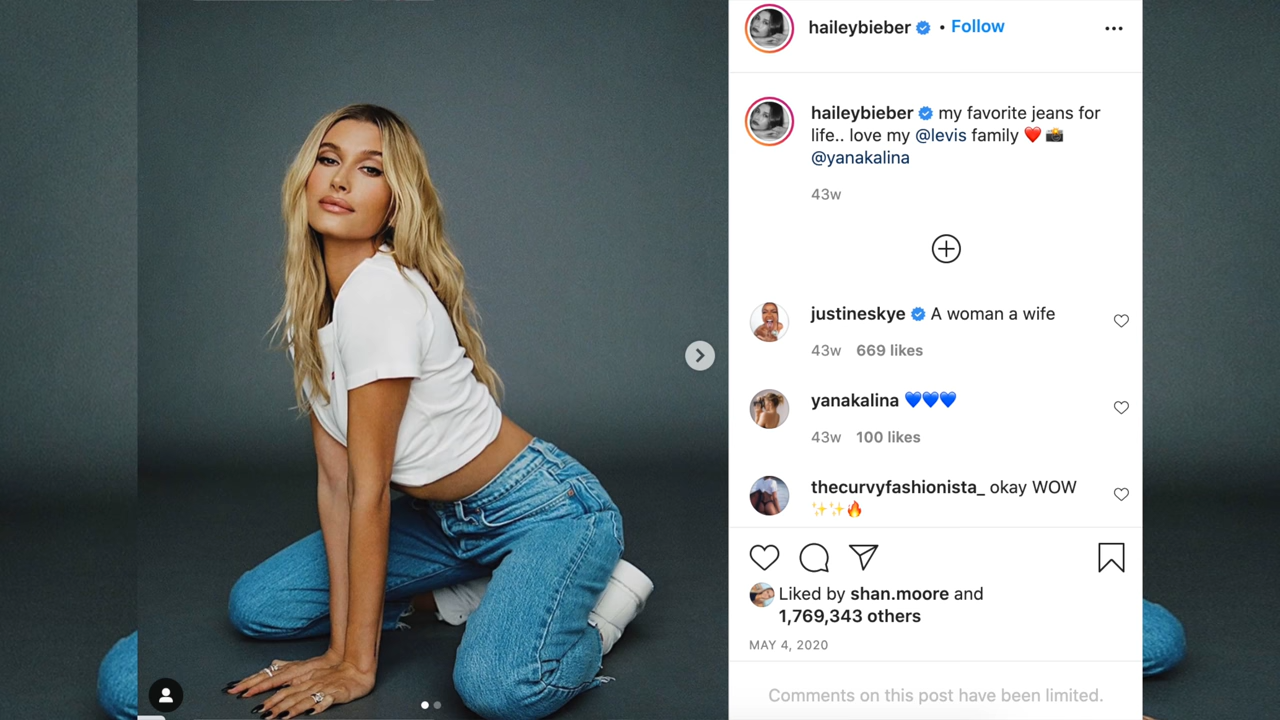 haileybieber • Follow
haileybieber my favorite jeans for
life.. love my @levis family ❤️ 📸
@yanakalina
43w
justineskye A woman a wife
43w 669 likes
yanakalina 💙💙💙
43w 100 likes
thecurvyfashionista_ okay WOW
✨✨🔥
Liked by shan.moore and
1,769,343 others
MAY 4, 2020
Comments on this post have been limited.